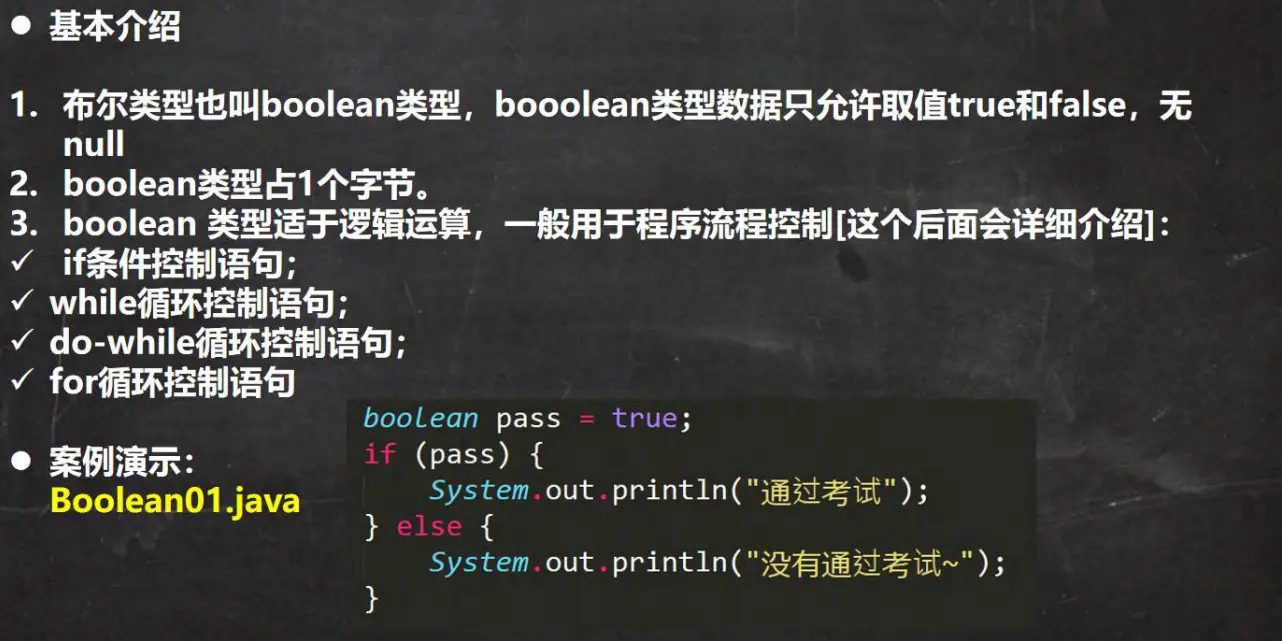 ● 基本介绍
1. 布尔类型也叫boolean类型，booolean类型数据只允许取值true和false，无
null
2. boolean类型占1个字节。
3. boolean 类型适于逻辑运算，一般用于程序流程控制[这个后面会详细介绍]：
✓ if条件控制语句；
✓ while循环控制语句；
✓ do-while循环控制语句；
✓ for循环控制语句
● 案例演示：
Boolean01.java
boolean pass = true;
if (pass) {
    System.out.println("通过考试");
} else {
    System.out.println("没有通过考试~");
}